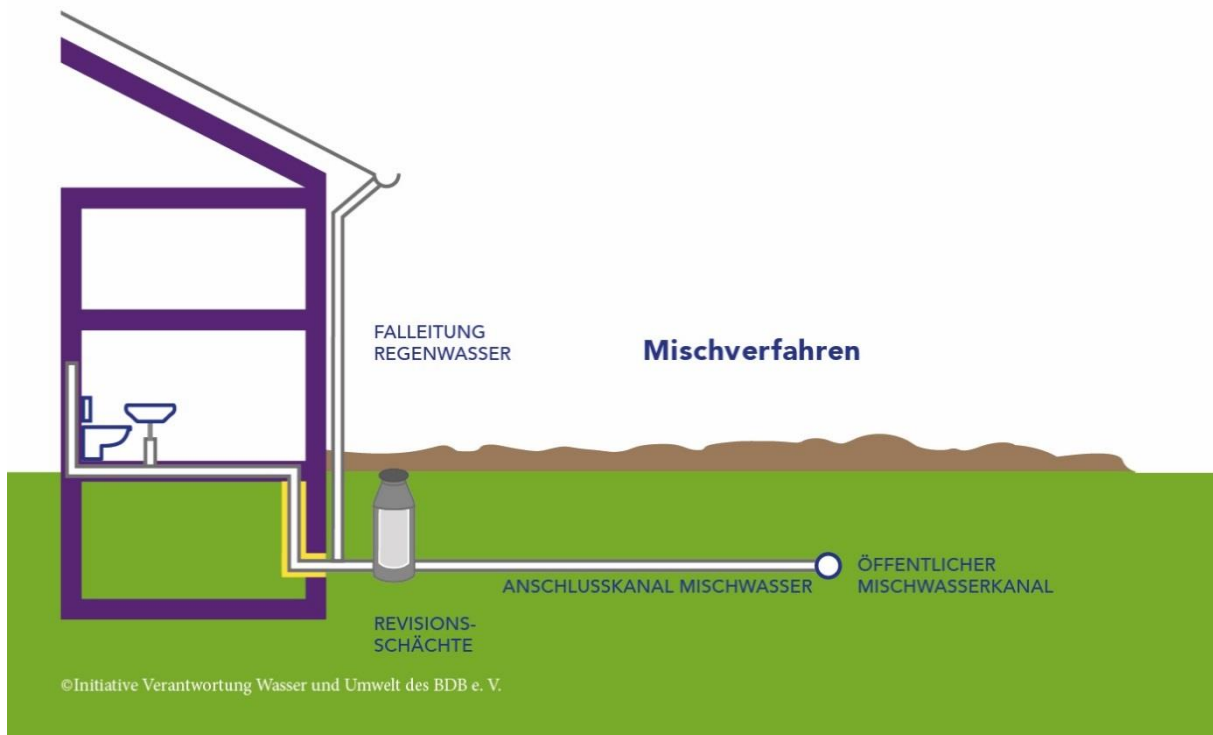 FALLEITUNG
REGENWASSER
Mischverfahren
ANSCHLUSSKANAL MISCHWASSER
ÖFFENTLICHER
MISCHWASSERKANAL
REVISIONS-
SCHÄCHTE
©Initiative Verantwortung Wasser und Umwelt des BDB e. V.